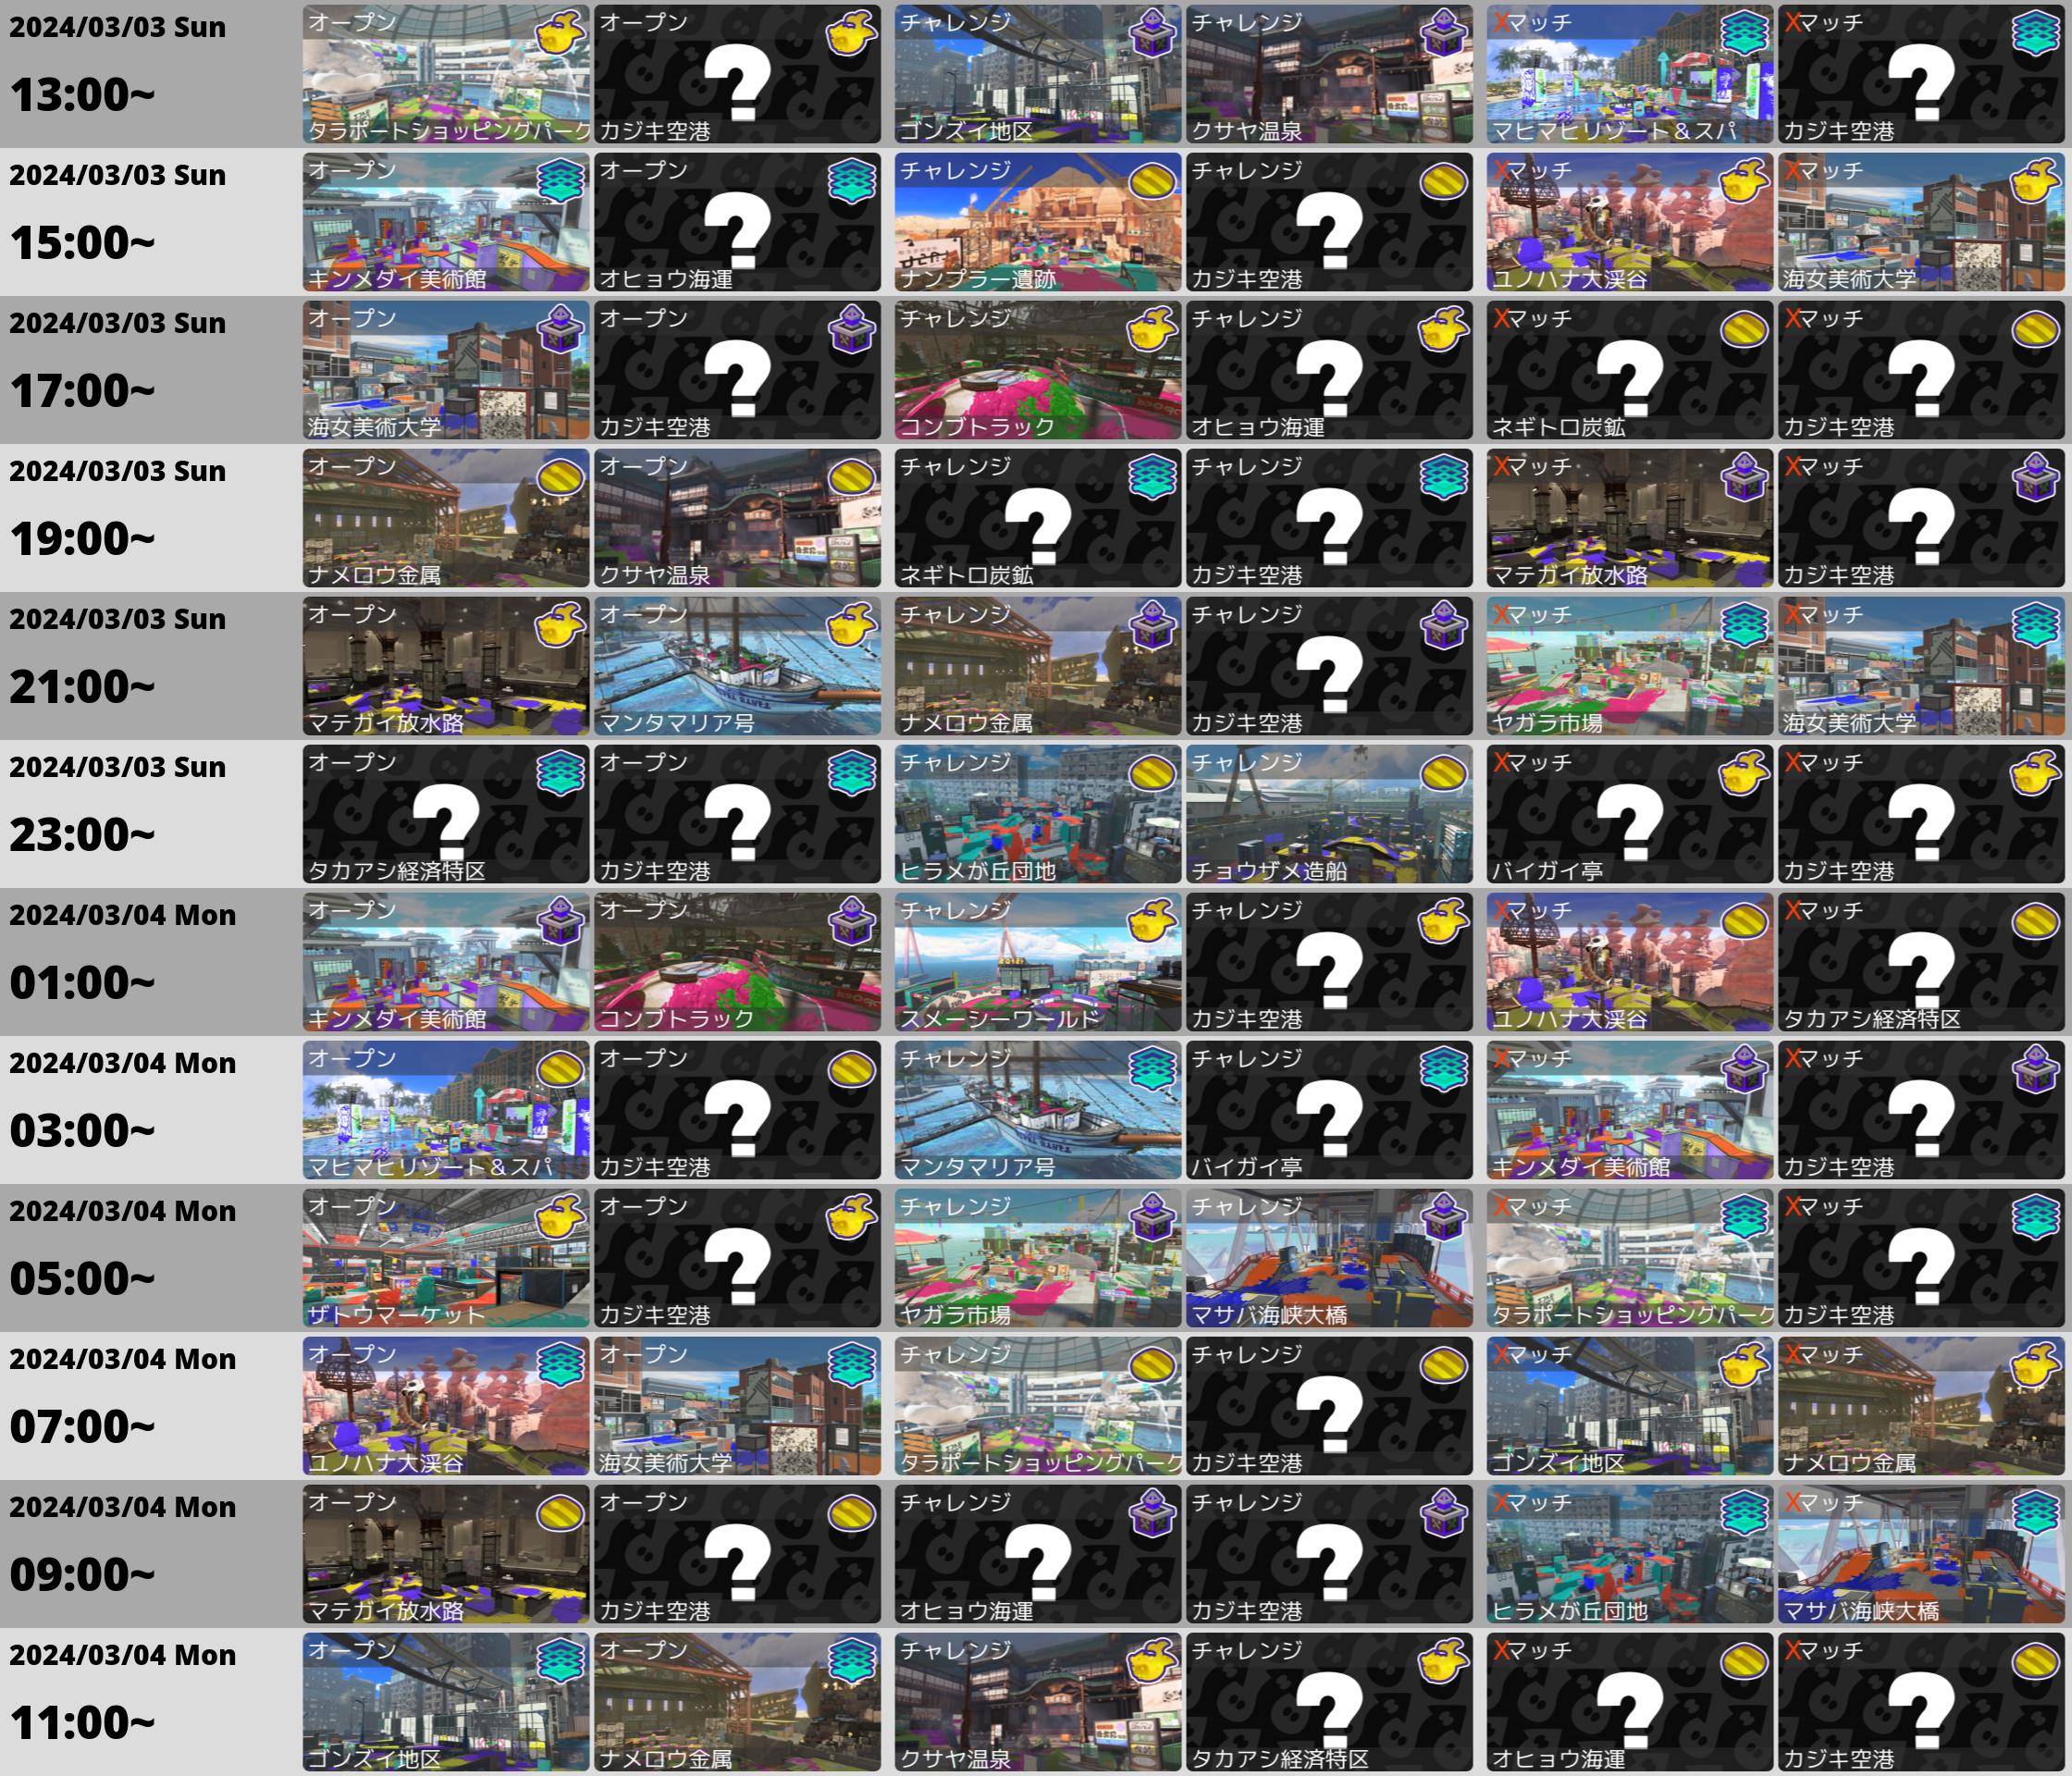 2024/03/03 Sun
13:00~
オープン オープン チャレンジ チャレンジ Xマッチ Xマッチ
タラポートショッピングパーク カジキ空港 ゴンズイ地区 クサヤ温泉 マヒマヒリゾート＆スパ カジキ空港
2024/03/03 Sun
15:00~
オープン オープン チャレンジ チャレンジ Xマッチ Xマッチ
キンメダイ美術館 オヒョウ海運 ナンプラー遺跡 カジキ空港 ユノハナ大渓谷 海女美術大学
2024/03/03 Sun
17:00~
オープン オープン チャレンジ チャレンジ Xマッチ Xマッチ
海女美術大学 カジキ空港 コンブトラック オヒョウ海運 ネギトロ炭鉱 カジキ空港
2024/03/03 Sun
19:00~
オープン オープン チャレンジ チャレンジ Xマッチ Xマッチ
ナメロウ金属 クサヤ温泉 ネギトロ炭鉱 カジキ空港 マテガイ放水路 カジキ空港
2024/03/03 Sun
21:00~
オープン オープン チャレンジ チャレンジ Xマッチ Xマッチ
マテガイ放水路 マンタマリア号 ナメロウ金属 カジキ空港 ヤガラ市場 海女美術大学
2024/03/03 Sun
23:00~
オープン オープン チャレンジ チャレンジ Xマッチ Xマッチ
タカアシ経済特区 カジキ空港 ヒラメが丘団地 チョウザメ造船 バイガイ亭 カジキ空港
2024/03/04 Mon
01:00~
オープン オープン チャレンジ チャレンジ Xマッチ Xマッチ
キンメダイ美術館 コンブトラック スメーシーワールド カジキ空港 ユノハナ大渓谷 タカアシ経済特区
2024/03/04 Mon
03:00~
オープン オープン チャレンジ チャレンジ Xマッチ Xマッチ
マヒマヒリゾート＆スパ カジキ空港 マンタマリア号 バイガイ亭 キンメダイ美術館 カジキ空港
2024/03/04 Mon
05:00~
オープン オープン チャレンジ チャレンジ Xマッチ Xマッチ
ザトウマーケット カジキ空港 ヤガラ市場 マサバ海峡大橋 タラポートショッピングパーク カジキ空港
2024/03/04 Mon
07:00~
オープン オープン チャレンジ チャレンジ Xマッチ Xマッチ
ユノハナ大渓谷 海女美術大学 タラポートショッピングパーク カジキ空港 ゴンズイ地区 ナメロウ金属
2024/03/04 Mon
09:00~
オープン オープン チャレンジ チャレンジ Xマッチ Xマッチ
マテガイ放水路 カジキ空港 オヒョウ海運 カジキ空港 ヒラメが丘団地 マサバ海峡大橋
2024/03/04 Mon
11:00~
オープン オープン チャレンジ チャレンジ Xマッチ Xマッチ
ゴンズイ地区 ナメロウ金属 クサヤ温泉 タカアシ経済特区 オヒョウ海運 カジキ空港